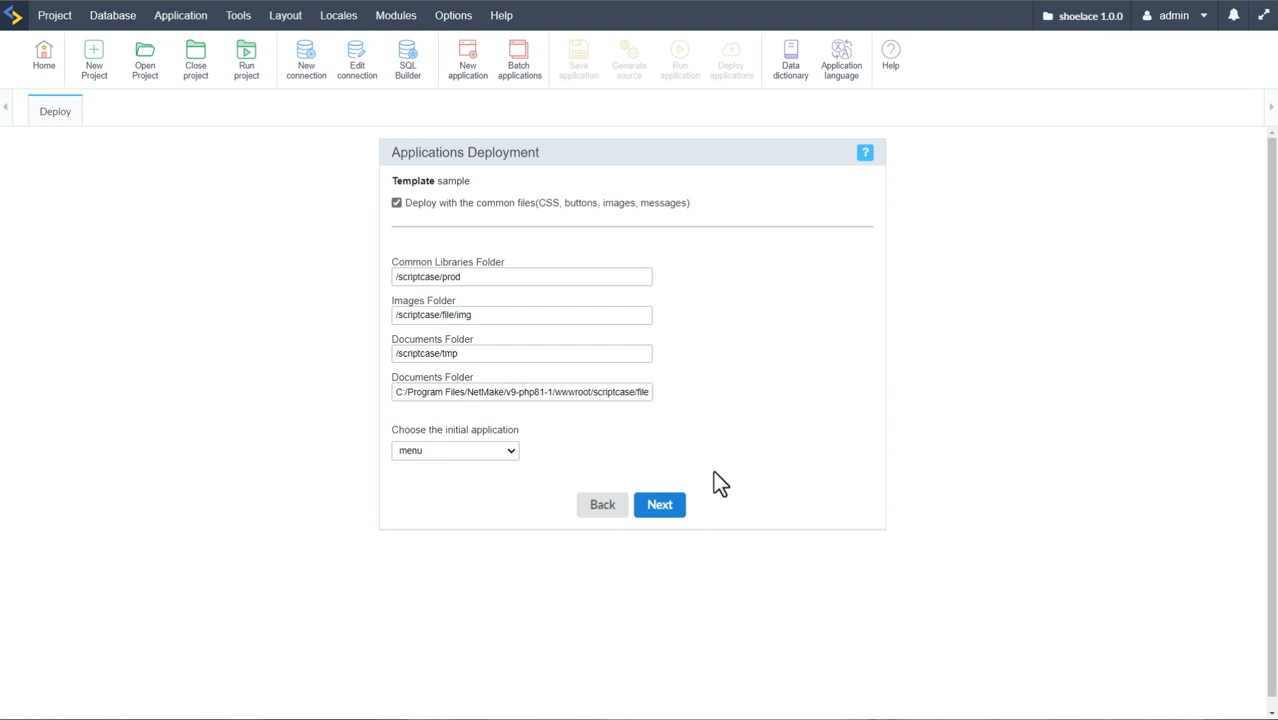 Project Database Application Tools Layout Locales Modules Options Help shoelace 1.0.0 admin
Home New Project Open Project Close project Run project New connection Edit connection SQL Builder New application Batch applications Save application Generate source Run application Deploy applications Data dictionary Application language Help
Deploy
Applications Deployment ?
Template sample
Deploy with the common files(CSS, buttons, images, messages)
Common Libraries Folder
/scriptcase/prod
Images Folder
/scriptcase/file/img
Documents Folder
/scriptcase/tmp
Documents Folder
C:/Program Files/NetMake/v9-php81-1/wwwroot/scriptcase/file
Choose the initial application
menu
Back Next